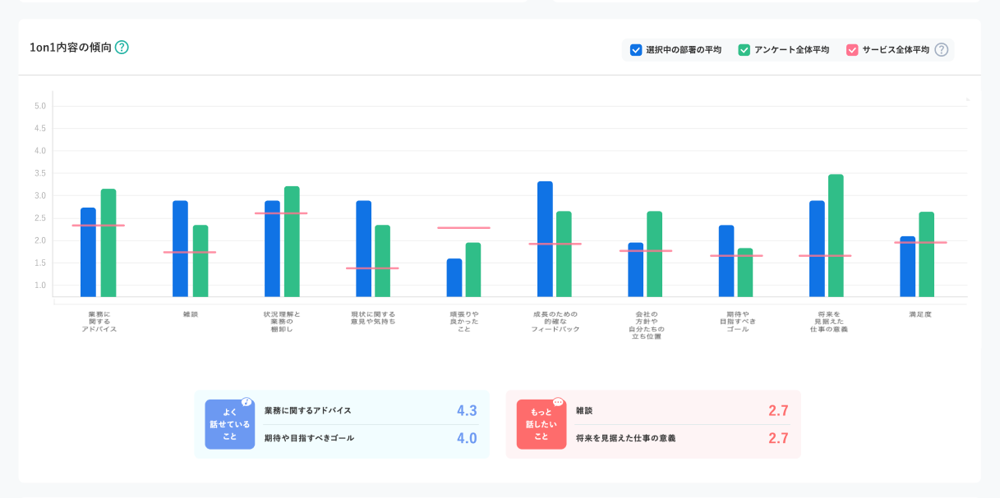 1on1内容の傾向 ?
選択中の部署の平均 アンケート全体平均 サービス全体平均 ?
5.0
4.5
4.0
3.5
3.0
2.5
2.0
1.5
1.0
業務に
関する
アドバイス
雑談
状況理解と
業務の
棚卸し
現状に関する
意見や気持ち
頑張りや
良かった
こと
成長のための
的確な
フィードバック
会社の
方針や
自分たちの
立ち位置
期待や
目指すべき
ゴール
将来を
見据えた
仕事の意義
満足度
よく
話せている
こと
業務に関するアドバイス 4.3
期待や目指すべきゴール 4.0
もっと
話したい
こと
雑談 2.7
将来を見据えた仕事の意義 2.7